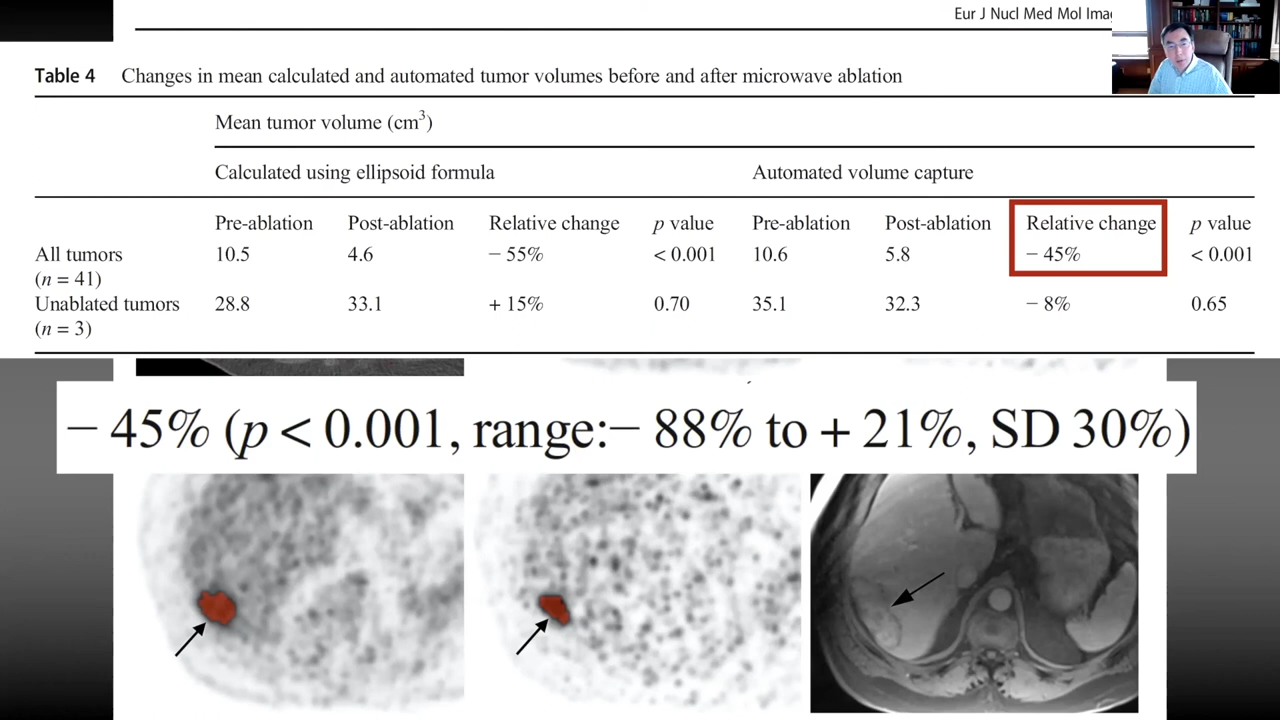 Eur J Nucl Med Mol
Table 4 Changes in mean calculated and automated tumor volumes before and after microwave ablation
Mean tumor volume (cm³)
Calculated using ellipsoid formula Automated volume capture
Pre-ablation Post-ablation Relative change p value Pre-ablation Post-ablation Relative change p value
All tumors 10.5 4.6 − 55% < 0.001 10.6 5.8 − 45% < 0.001
(n = 41)
Unablated tumors 28.8 33.1 + 15% 0.70 35.1 32.3 − 8% 0.65
(n = 3)
− 45% (p < 0.001, range:− 88% to + 21%, SD 30%)